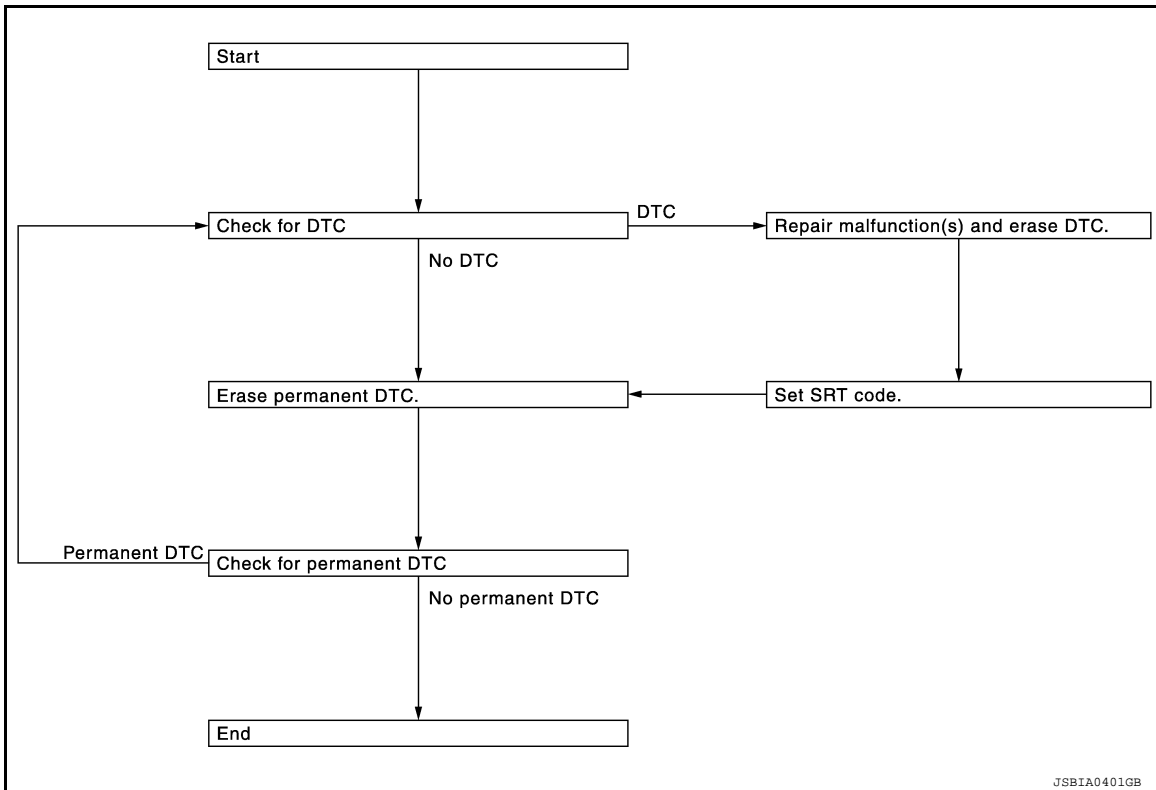 Start
Check for DTC
DTC
Repair malfunction(s) and erase DTC.
No DTC
Erase permanent DTC.
Set SRT code.
Permanent DTC
Check for permanent DTC
No permanent DTC
End
JSBIA0401GB